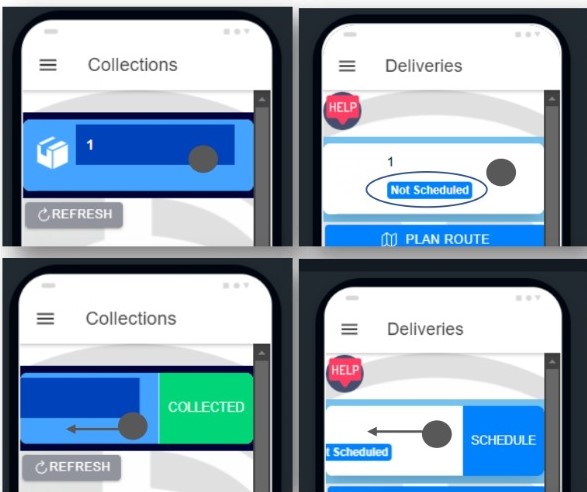 Collections
1
REFRESH
Deliveries
HELP
1
Not Scheduled
PLAN ROUTE
Collections
COLLECTED
REFRESH
Deliveries
HELP
t Scheduled
SCHEDULE